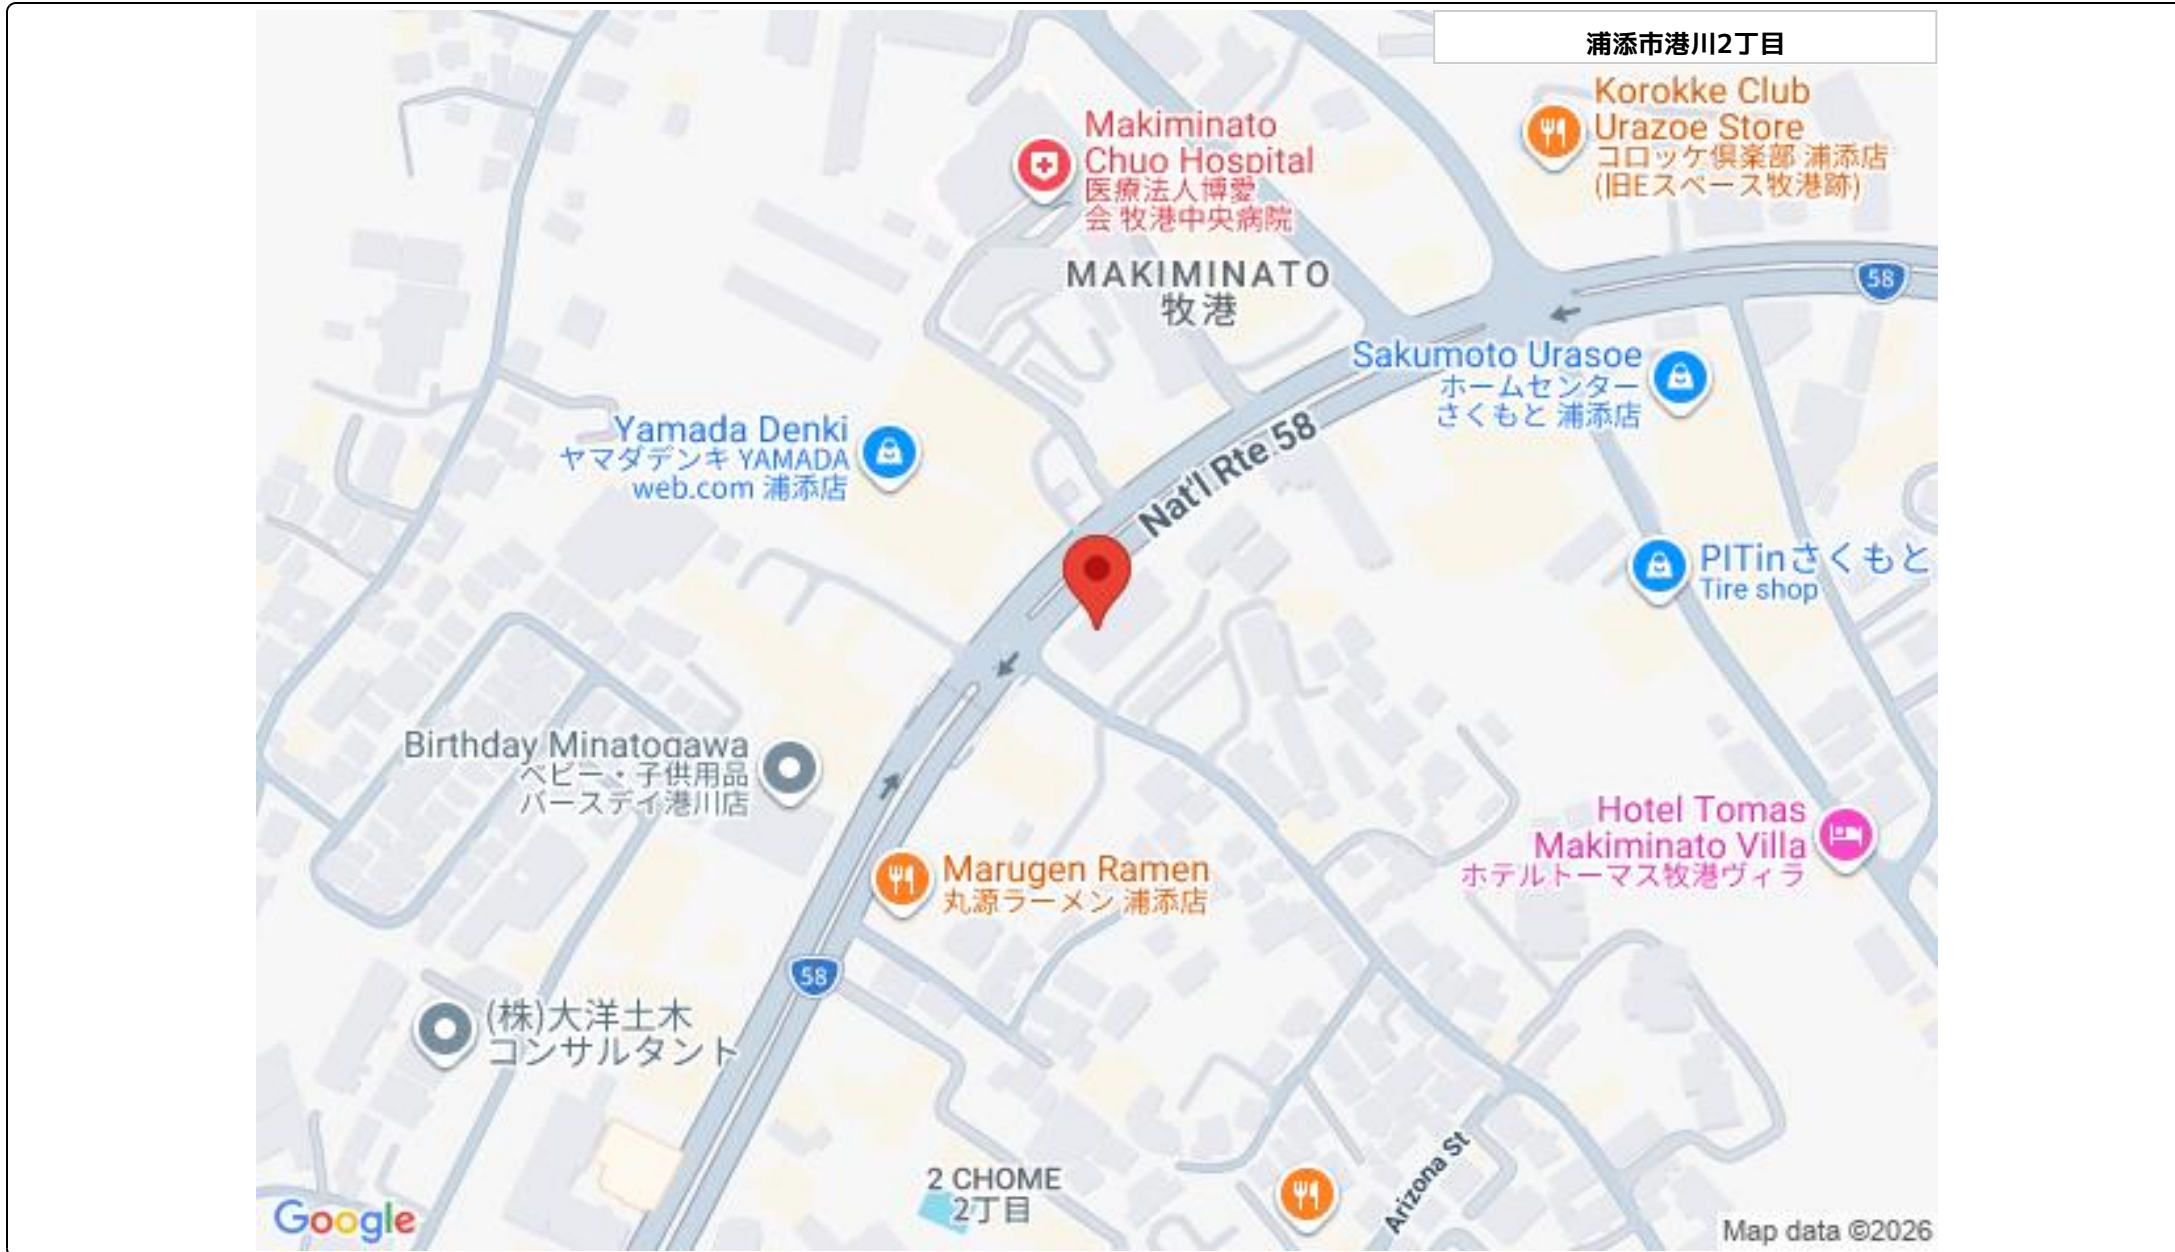 浦添市港川2丁目
Korokke Club
Urazoe Store
コロッケ倶楽部 浦添店
(旧Eスペース牧港跡)
Makiminato
Chuo Hospital
医療法人博愛
会 牧港中央病院
MAKIMINATO
牧港
58
Sakumoto Urasoe
ホームセンター
さくもと 浦添店
Yamada Denki
ヤマダデンキ YAMADA
web.com 浦添店
Nat'l Rte 58
PITinさくもと
Tire shop
Birthday Minatogawa
ベビー・子供用品
バースデイ港川店
Hotel Tomas
Makiminato Villa
ホテルトーマス牧港ヴィラ
Marugen Ramen
丸源ラーメン 浦添店
58
(株)大洋土木
コンサルタント
Arizona St
2 CHOME
2丁目
Google
Map data ©2026